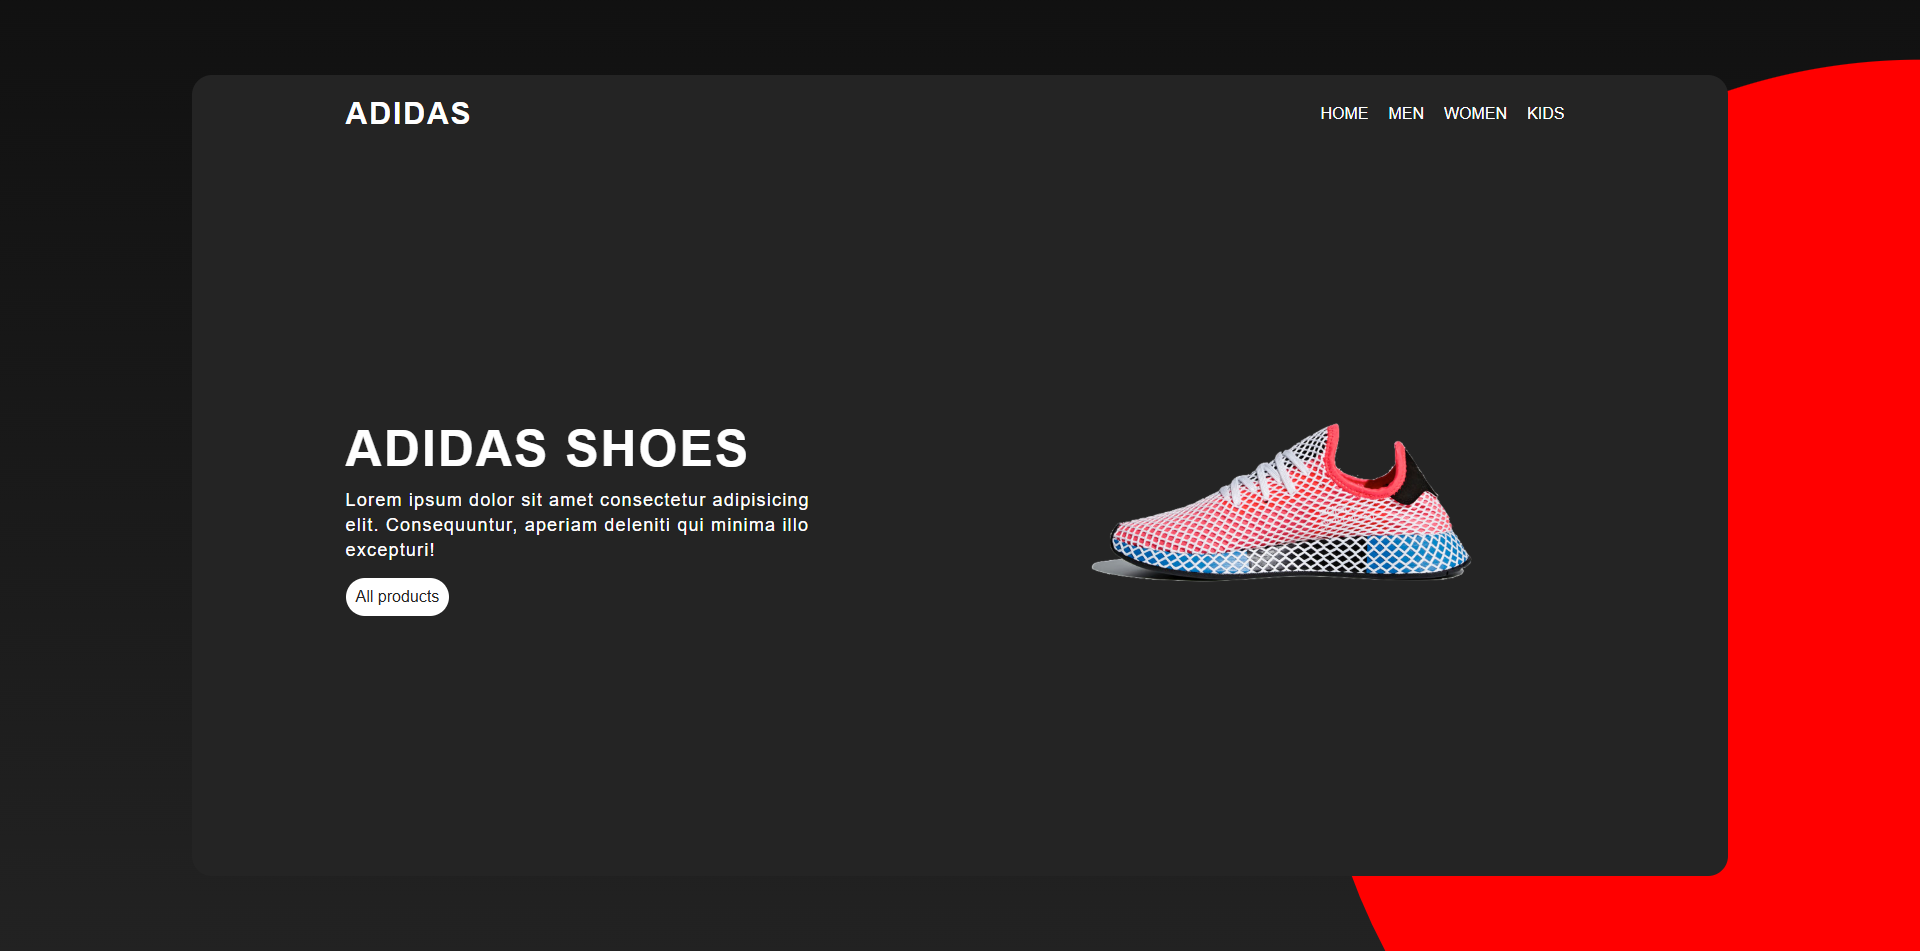 ADIDAS
HOME MEN WOMEN KIDS
ADIDAS SHOES
Lorem ipsum dolor sit amet consectetur adipisicing
elit. Consequuntur, aperiam deleniti qui minima illo
excepturi!
All products